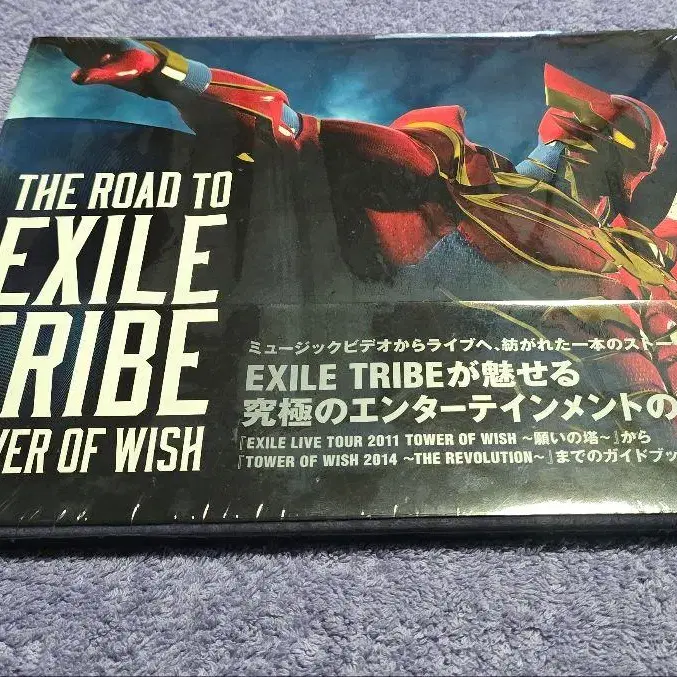 THE ROAD TO
EXILE
TRIBE
WER OF WISH
ミュージックビデオからライブへ、紡がれた一本のストー
EXILE TRIBEが魅せる
究極のエンターテインメントの
『EXILE LIVE TOUR 2011 TOWER OF WISH ～願いの塔～』から
『TOWER OF WISH 2014 ～THE REVOLUTION～』までのガイドブッ